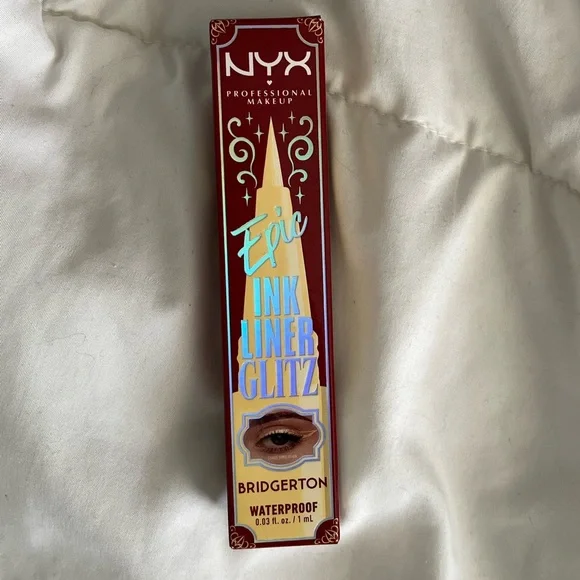 NYX
PROFESSIONAL
MAKEUP
Epic
INK
LINER
GLITZ
BRIDGERTON
WATERPROOF
0.03 fl. oz. / 1 mL